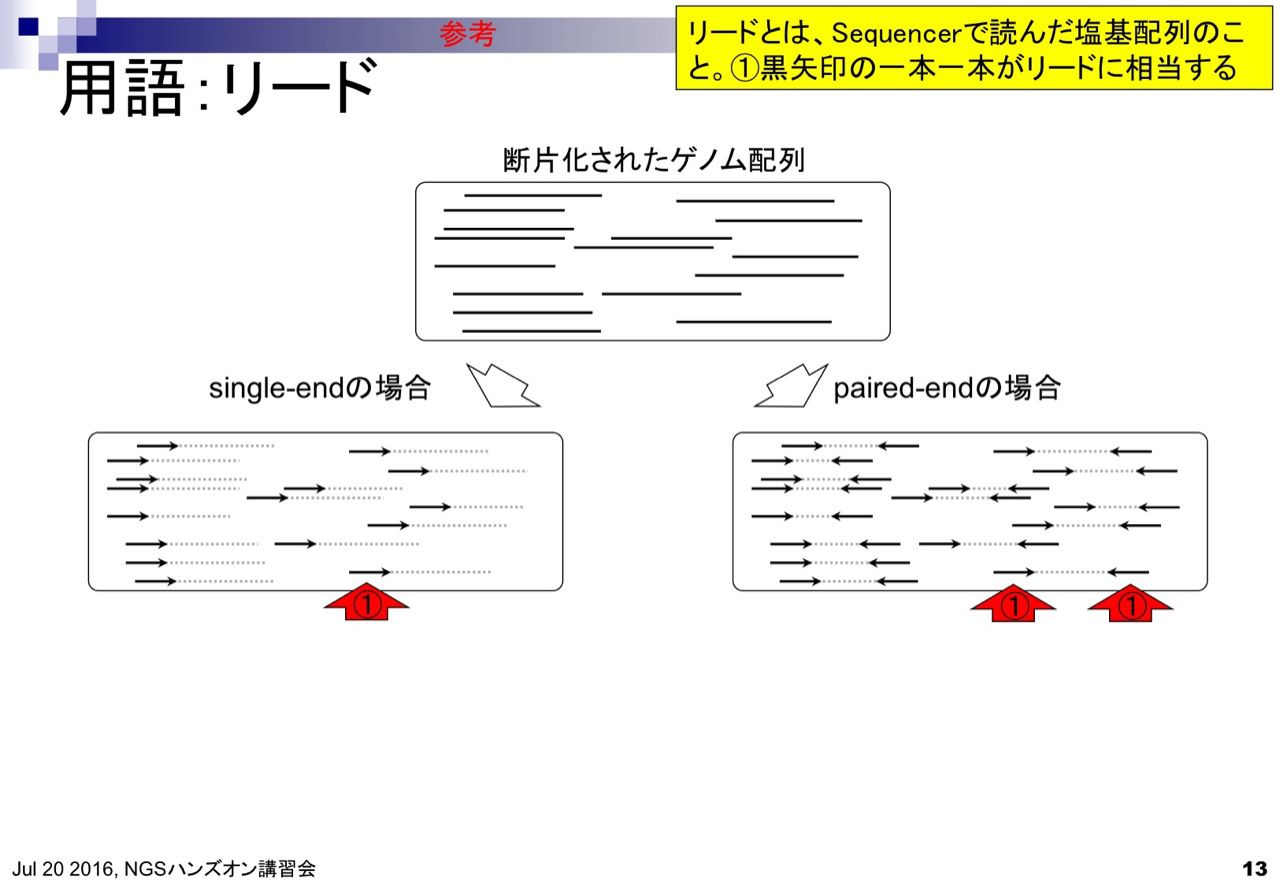 参考
リードとは、Sequencerで読んだ塩基配列のこ
と。①黒矢印の一本一本がリードに相当する
用語：リード
断片化されたゲノム配列
single-endの場合
paired-endの場合
①
①
①
Jul 20 2016, NGSハンズオン講習会
13